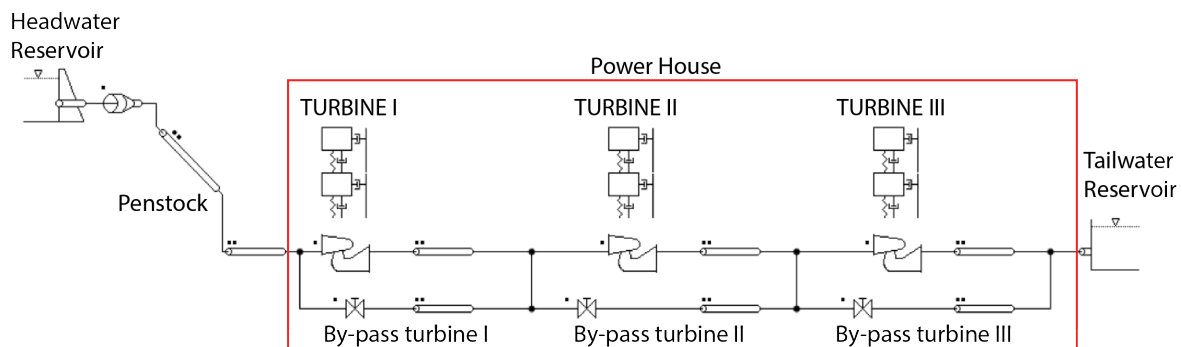 Headwater
Reservoir
Power House
TURBINE I
TURBINE II
TURBINE III
Tailwater
Reservoir
Penstock
By-pass turbine I
By-pass turbine II
By-pass turbine III